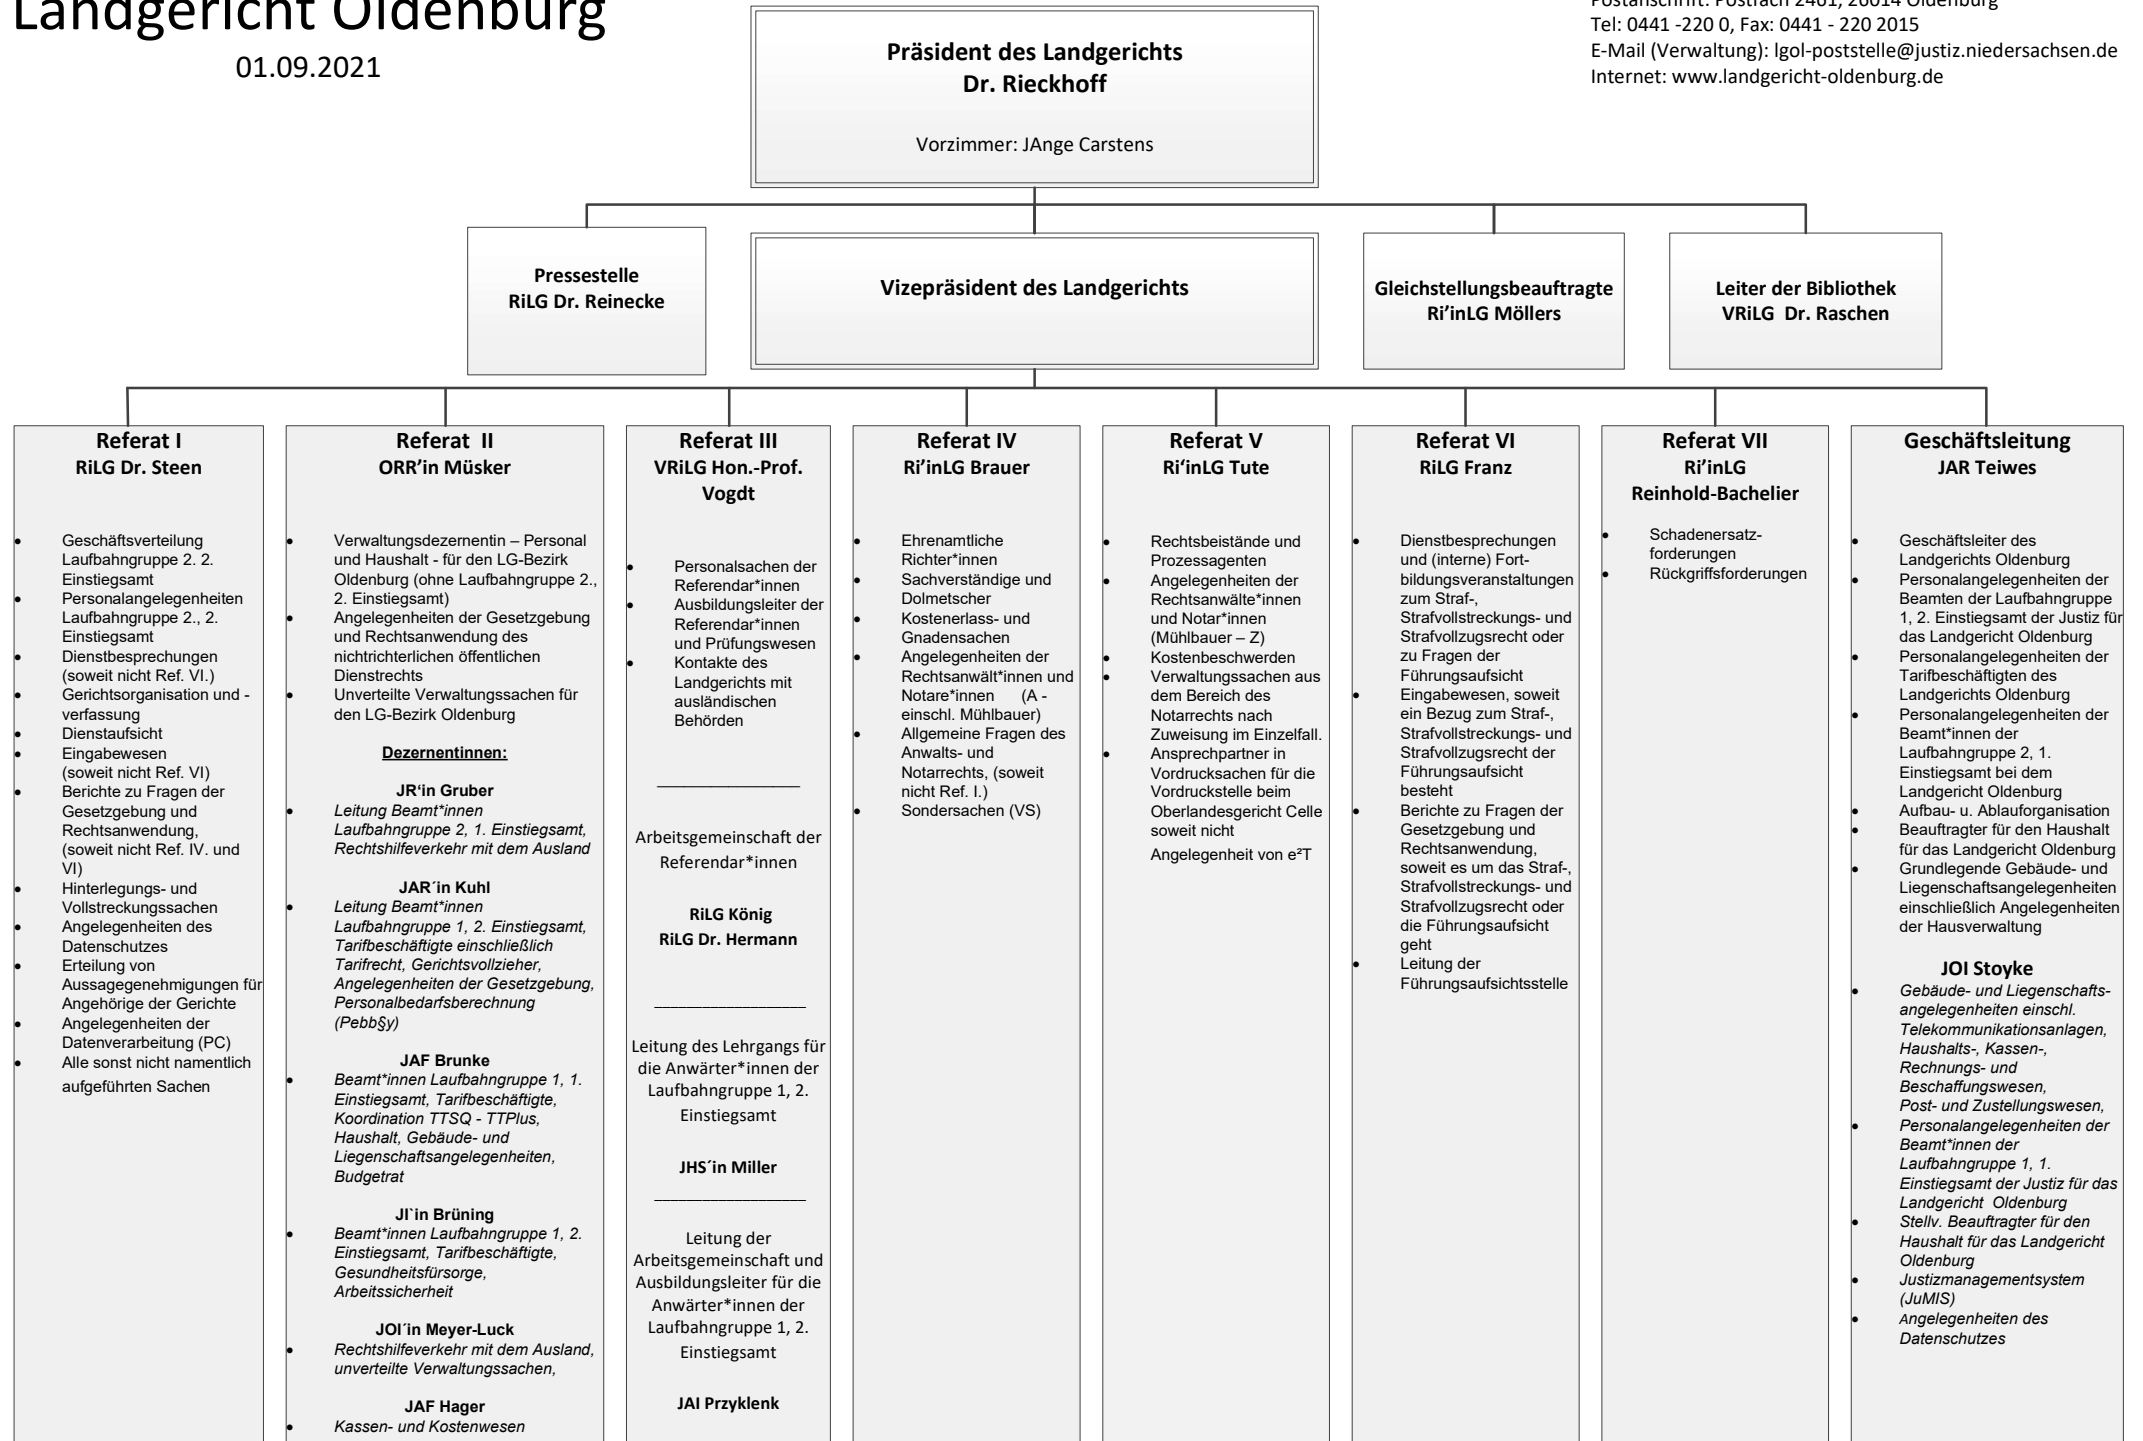 Landgericht Oldenburg
01.09.2021
Postanschrift: Postfach 2461, 26014 Oldenburg
Tel: 0441 -220 0, Fax: 0441 - 220 2015
E-Mail (Verwaltung): lgol-poststelle@justiz.niedersachsen.de
Internet: www.landgericht-oldenburg.de
Präsident des Landgerichts
Dr. Rieckhoff
Vorzimmer: JAnge Carstens
Pressestelle
RiLG Dr. Reinecke
Vizepräsident des Landgerichts
Gleichstellungsbeauftragte
Ri’inLG Möllers
Leiter der Bibliothek
VRiLG Dr. Raschen
Referat I
RiLG Dr. Steen
• Geschäftsverteilung
Laufbahngruppe 2. 2.
Einstiegsamt
• Personalangelegenheiten
Laufbahngruppe 2., 2.
Einstiegsamt
• Dienstbesprechungen
(soweit nicht Ref. VI.)
• Gerichtsorganisation und -
verfassung
• Dienstaufsicht
• Eingabewesen
(soweit nicht Ref. VI)
• Berichte zu Fragen der
Gesetzgebung und
Rechtsanwendung,
(soweit nicht Ref. IV. und
VI)
• Hinterlegungs- und
Vollstreckungssachen
• Angelegenheiten des
Datenschutzes
• Erteilung von
Aussagegenehmigungen für
Angehörige der Gerichte
• Angelegenheiten der
Datenverarbeitung (PC)
• Alle sonst nicht namentlich
aufgeführten Sachen
Referat II
ORR’in Müsker
• Verwaltungsdezernentin – Personal
und Haushalt - für den LG-Bezirk
Oldenburg (ohne Laufbahngruppe 2.,
2. Einstiegsamt)
• Angelegenheiten der Gesetzgebung
und Rechtsanwendung des
nichtrichterlichen öffentlichen
Dienstrechts
• Unverteilte Verwaltungssachen für
den LG-Bezirk Oldenburg
Dezernentinnen:
JR‘in Gruber
• Leitung Beamt*innen
Laufbahngruppe 2, 1. Einstiegsamt,
Rechtshilfeverkehr mit dem Ausland
JAR´in Kuhl
• Leitung Beamt*innen
Laufbahngruppe 1, 2. Einstiegsamt,
Tarifbeschäftigte einschließlich
Tarifrecht, Gerichtsvollzieher,
Angelegenheiten der Gesetzgebung,
Personalbedarfsberechnung
(Pebb§y)
JAF Brunke
• Beamt*innen Laufbahngruppe 1, 1.
Einstiegsamt, Tarifbeschäftigte,
Koordination TTSQ - TTPlus,
Haushalt, Gebäude- und
Liegenschaftsangelegenheiten,
Budgetrat
JI`in Brüning
• Beamt*innen Laufbahngruppe 1, 2.
Einstiegsamt, Tarifbeschäftigte,
Gesundheitsfürsorge,
Arbeitssicherheit
JOI´in Meyer-Luck
• Rechtshilfeverkehr mit dem Ausland,
unverteilte Verwaltungssachen,
JAF Hager
• Kassen- und Kostenwesen
Referat III
VRiLG Hon.-Prof.
Vogdt
• Personalsachen der
Referendar*innen
• Ausbildungsleiter der
Referendar*innen
und Prüfungswesen
• Kontakte des
Landgerichts mit
ausländischen
Behörden
Arbeitsgemeinschaft der
Referendar*innen
RiLG König
RiLG Dr. Hermann
Leitung des Lehrgangs für
die Anwärter*innen der
Laufbahngruppe 1, 2.
Einstiegsamt
JHS´in Miller
Leitung der
Arbeitsgemeinschaft und
Ausbildungsleiter für die
Anwärter*innen der
Laufbahngruppe 1, 2.
Einstiegsamt
JAI Przyklenk
Referat IV
Ri’inLG Brauer
• Ehrenamtliche
Richter*innen
• Sachverständige und
Dolmetscher
• Kostenerlass- und
Gnadensachen
• Angelegenheiten der
Rechtsanwält*innen und
Notare*innen (A -
einschl. Mühlbauer)
• Allgemeine Fragen des
Anwalts- und
Notarrechts, (soweit
nicht Ref. I.)
• Sondersachen (VS)
Referat V
Ri‘inLG Tute
• Rechtsbeistände und
Prozessagenten
• Angelegenheiten der
Rechtsanwälte*innen
und Notar*innen
(Mühlbauer – Z)
• Kostenbeschwerden
• Verwaltungssachen aus
dem Bereich des
Notarrechts nach
Zuweisung im Einzelfall.
• Ansprechpartner in
Vordrucksachen für die
Vordruckstelle beim
Oberlandesgericht Celle
soweit nicht
Angelegenheit von e²T
Referat VI
RiLG Franz
• Dienstbesprechungen
und (interne) Fort-
bildungsveranstaltungen
zum Straf-,
Strafvollstreckungs- und
Strafvollzugsrecht oder
zu Fragen der
Führungsaufsicht
• Eingabewesen, soweit
ein Bezug zum Straf-,
Strafvollstreckungs- und
Strafvollzugsrecht der
Führungsaufsicht
besteht
• Berichte zu Fragen der
Gesetzgebung und
Rechtsanwendung,
soweit es um das Straf-,
Strafvollstreckungs- und
Strafvollzugsrecht oder
die Führungsaufsicht
geht
• Leitung der
Führungsaufsichtsstelle
Referat VII
Ri’inLG
Reinhold-Bachelier
• Schadenersatz-
forderungen
• Rückgriffsforderungen
Geschäftsleitung
JAR Teiwes
• Geschäftsleiter des
Landgerichts Oldenburg
• Personalangelegenheiten der
Beamten der Laufbahngruppe
1, 2. Einstiegsamt der Justiz für
das Landgericht Oldenburg
• Personalangelegenheiten der
Tarifbeschäftigten des
Landgerichts Oldenburg
• Personalangelegenheiten der
Beamt*innen der
Laufbahngruppe 2, 1.
Einstiegsamt bei dem
Landgericht Oldenburg
• Aufbau- u. Ablauforganisation
• Beauftragter für den Haushalt
für das Landgericht Oldenburg
• Grundlegende Gebäude- und
Liegenschaftsangelegenheiten
einschließlich Angelegenheiten
der Hausverwaltung
JOI Stoyke
• Gebäude- und Liegenschafts-
angelegenheiten einschl.
Telekommunikationsanlagen,
Haushalts-, Kassen-,
Rechnungs- und
Beschaffungswesen,
Post- und Zustellungswesen,
• Personalangelegenheiten der
Beamt*innen der
Laufbahngruppe 1, 1.
Einstiegsamt der Justiz für das
Landgericht Oldenburg
• Stellv. Beauftragter für den
Haushalt für das Landgericht
Oldenburg
• Justizmanagementsystem
(JuMIS)
• Angelegenheiten des
Datenschutzes